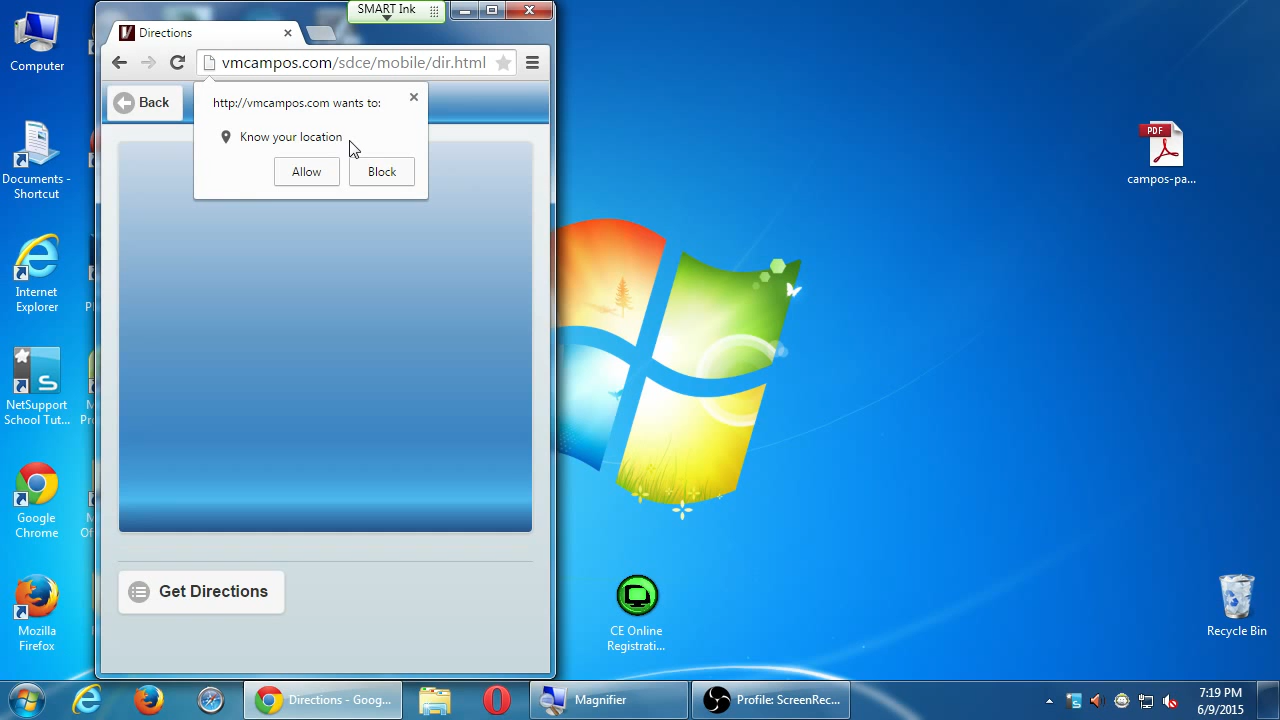 SMART Ink
Directions
vmcampos.com/sdce/mobile/dir.html
Back
http://vmcampos.com wants to:
Know your location
Allow
Block
Get Directions
Computer
Documents -
Shortcut
Internet
Explorer
NetSupport
School Tut...
Google
Chrome
Mozilla
Firefox
PDF
campos-pa...
CE Online
Registrati...
Recycle Bin
Directions - Goog...
Magnifier
Profile: ScreenRec...
7:19 PM
6/9/2015